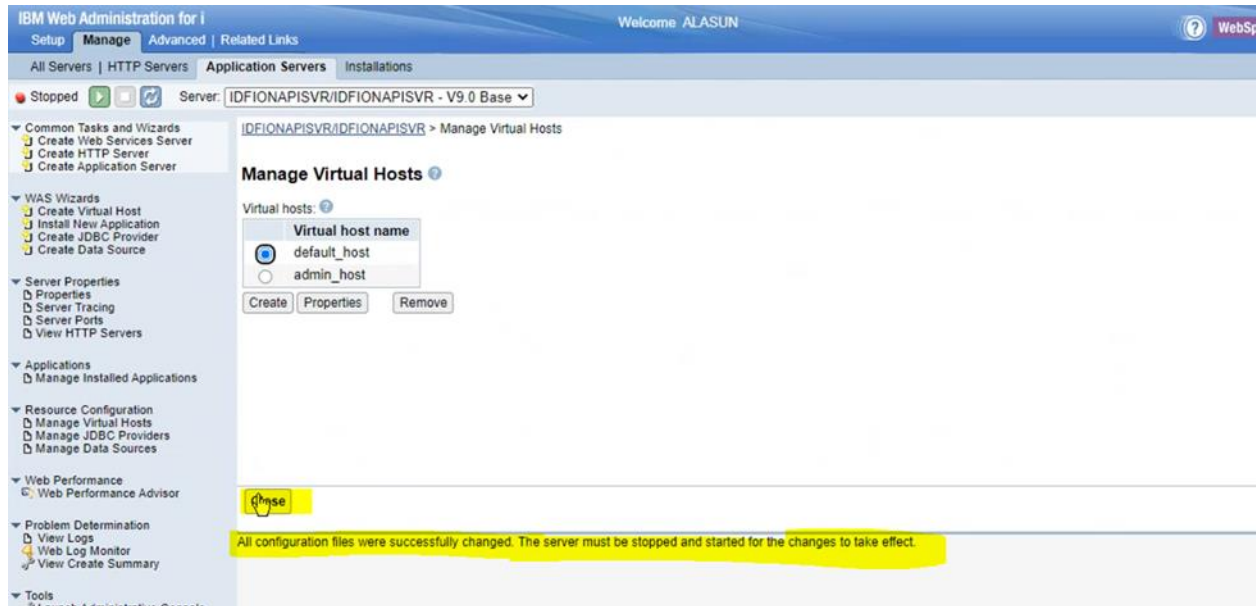 IBM Web Administration for i
Welcome ALASUN
Setup Manage Advanced | Related Links
All Servers | HTTP Servers Application Servers Installations
Stopped Server: IDFIONAPISVR/IDFIONAPISVR - V9.0 Base
Common Tasks and Wizards
Create Web Services Server
Create HTTP Server
Create Application Server
WAS Wizards
Create Virtual Host
Install New Application
Create JDBC Provider
Create Data Source
Server Properties
Properties
Server Tracing
Server Ports
View HTTP Servers
Applications
Manage Installed Applications
Resource Configuration
Manage Virtual Hosts
Manage JDBC Providers
Manage Data Sources
Web Performance
Web Performance Advisor
Problem Determination
View Logs
Web Log Monitor
View Create Summary
Tools
IDFIONAPISVR/IDFIONAPISVR > Manage Virtual Hosts
Manage Virtual Hosts
Virtual hosts:
Virtual host name
default_host
admin_host
Create Properties Remove
All configuration files were successfully changed. The server must be stopped and started for the changes to take effect.